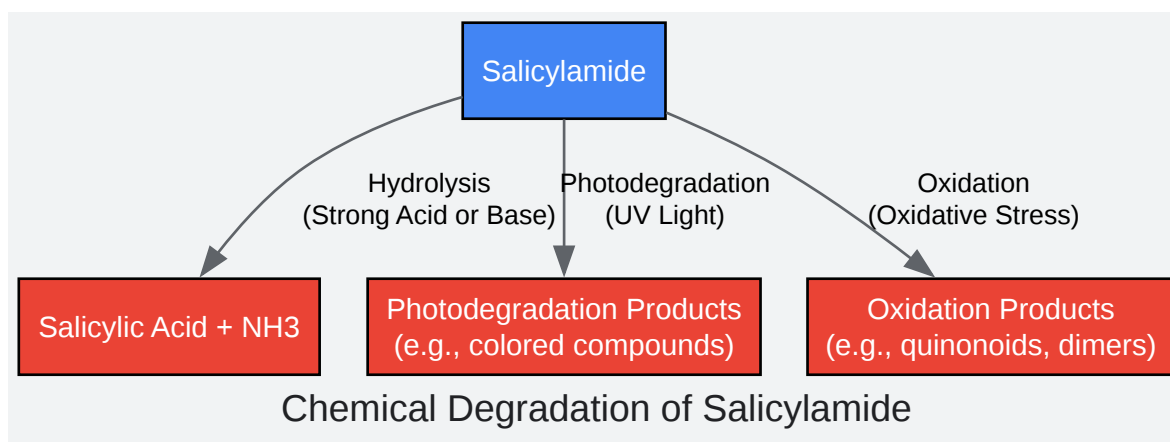 Salicylamide
Hydrolysis
(Strong Acid or Base)
Photodegradation
(UV Light)
Oxidation
(Oxidative Stress)
Salicylic Acid + NH3
Photodegradation Products
(e.g., colored compounds)
Oxidation Products
(e.g., quinonoids, dimers)
Chemical Degradation of Salicylamide